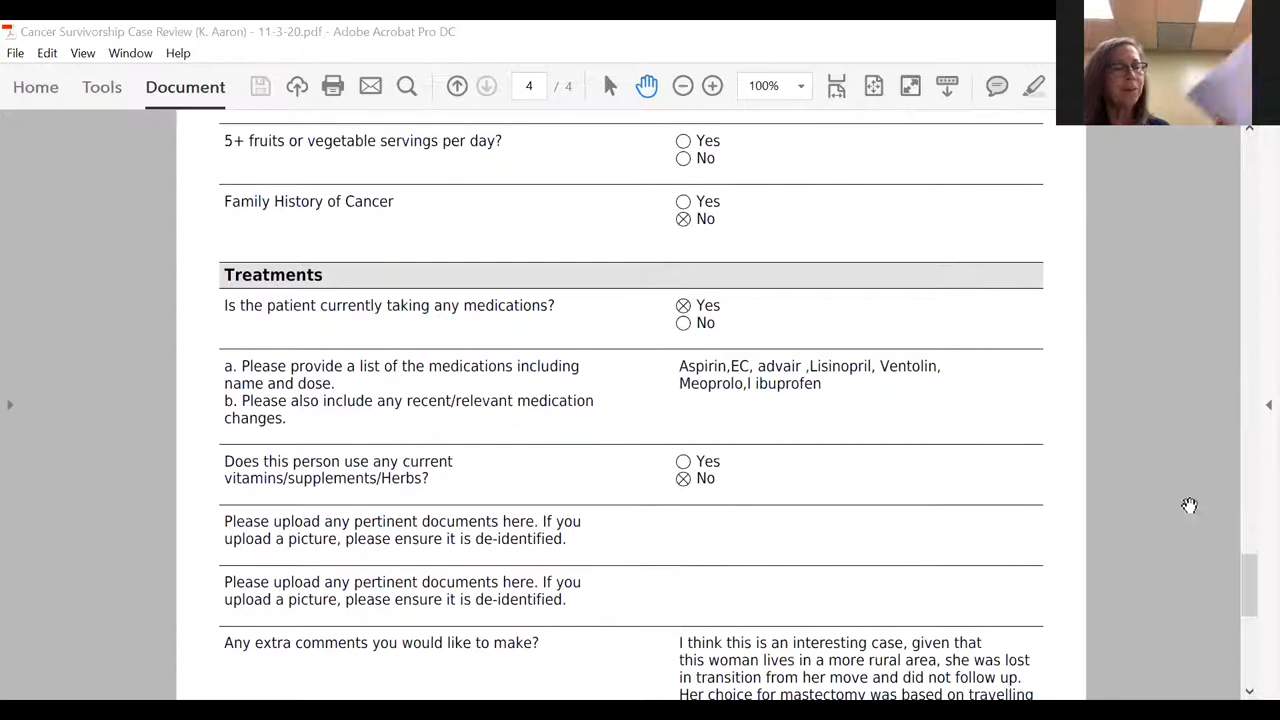 Cancer Survivorship Case Review (K. Aaron) - 11-3-20.pdf - Adobe Acrobat Pro DC
File Edit View Window Help
Home Tools Document 4 / 4 100%
5+ fruits or vegetable servings per day? Yes
No
Family History of Cancer Yes
No
Treatments
Is the patient currently taking any medications? Yes
No
a. Please provide a list of the medications including Aspirin,EC, advair ,Lisinopril, Ventolin,
name and dose. Meoprolo,l ibuprofen
b. Please also include any recent/relevant medication
changes.
Does this person use any current Yes
vitamins/supplements/Herbs? No
Please upload any pertinent documents here. If you
upload a picture, please ensure it is de-identified.
Please upload any pertinent documents here. If you
upload a picture, please ensure it is de-identified.
Any extra comments you would like to make? I think this is an interesting case, given that
this woman lives in a more rural area, she was lost
in transition from her move and did not follow up.
Her choice for mastectomy was based on travelling